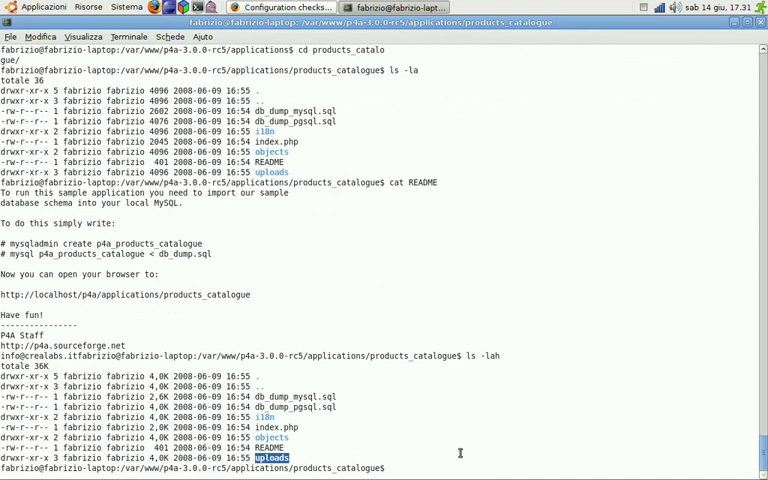 Applicazioni Risorse Sistema Configuration checks... fabrizio@fabrizio-lapt... sab 14 giu, 17.31
fabrizio@fabrizio-laptop: /var/www/p4a-3.0.0-rc5/applications/products_catalogue
File Modifica Visualizza Terminale Schede Aiuto
fabrizio@fabrizio-laptop:/var/www/p4a-3.0.0-rc5/applications$ cd products_catalo
gue/
fabrizio@fabrizio-laptop:/var/www/p4a-3.0.0-rc5/applications/products_catalogue$ ls -la
totale 36
drwxr-xr-x 5 fabrizio fabrizio 4096 2008-06-09 16:55 .
drwxr-xr-x 3 fabrizio fabrizio 4096 2008-06-09 16:55 ..
-rw-r--r-- 1 fabrizio fabrizio 2602 2008-06-09 16:54 db_dump_mysql.sql
-rw-r--r-- 1 fabrizio fabrizio 4076 2008-06-09 16:54 db_dump_pgsql.sql
drwxr-xr-x 2 fabrizio fabrizio 4096 2008-06-09 16:55 i18n
-rw-r--r-- 1 fabrizio fabrizio 2045 2008-06-09 16:54 index.php
drwxr-xr-x 2 fabrizio fabrizio 4096 2008-06-09 16:55 objects
-rw-r--r-- 1 fabrizio fabrizio 401 2008-06-09 16:54 README
drwxr-xr-x 3 fabrizio fabrizio 4096 2008-06-09 16:55 uploads
fabrizio@fabrizio-laptop:/var/www/p4a-3.0.0-rc5/applications/products_catalogue$ cat README
To run this sample application you need to import our sample
database schema into your local MySQL.
To do this simply write:
# mysqladmin create p4a_products_catalogue
# mysql p4a_products_catalogue < db_dump.sql
Now you can open your browser to:
http://localhost/p4a/applications/products_catalogue
Have fun!
----------------
P4A Staff
http://p4a.sourceforge.net
info@crealabs.itfabrizio@fabrizio-laptop:/var/www/p4a-3.0.0-rc5/applications/products_catalogue$ ls -lah
totale 36K
drwxr-xr-x 5 fabrizio fabrizio 4,0K 2008-06-09 16:55 .
drwxr-xr-x 3 fabrizio fabrizio 4,0K 2008-06-09 16:55 ..
-rw-r--r-- 1 fabrizio fabrizio 2,6K 2008-06-09 16:54 db_dump_mysql.sql
-rw-r--r-- 1 fabrizio fabrizio 4,0K 2008-06-09 16:54 db_dump_pgsql.sql
drwxr-xr-x 2 fabrizio fabrizio 4,0K 2008-06-09 16:55 i18n
-rw-r--r-- 1 fabrizio fabrizio 2,0K 2008-06-09 16:54 index.php
drwxr-xr-x 2 fabrizio fabrizio 4,0K 2008-06-09 16:55 objects
-rw-r--r-- 1 fabrizio fabrizio 401 2008-06-09 16:54 README
drwxr-xr-x 3 fabrizio fabrizio 4,0K 2008-06-09 16:55 uploads
fabrizio@fabrizio-laptop:/var/www/p4a-3.0.0-rc5/applications/products_catalogue$